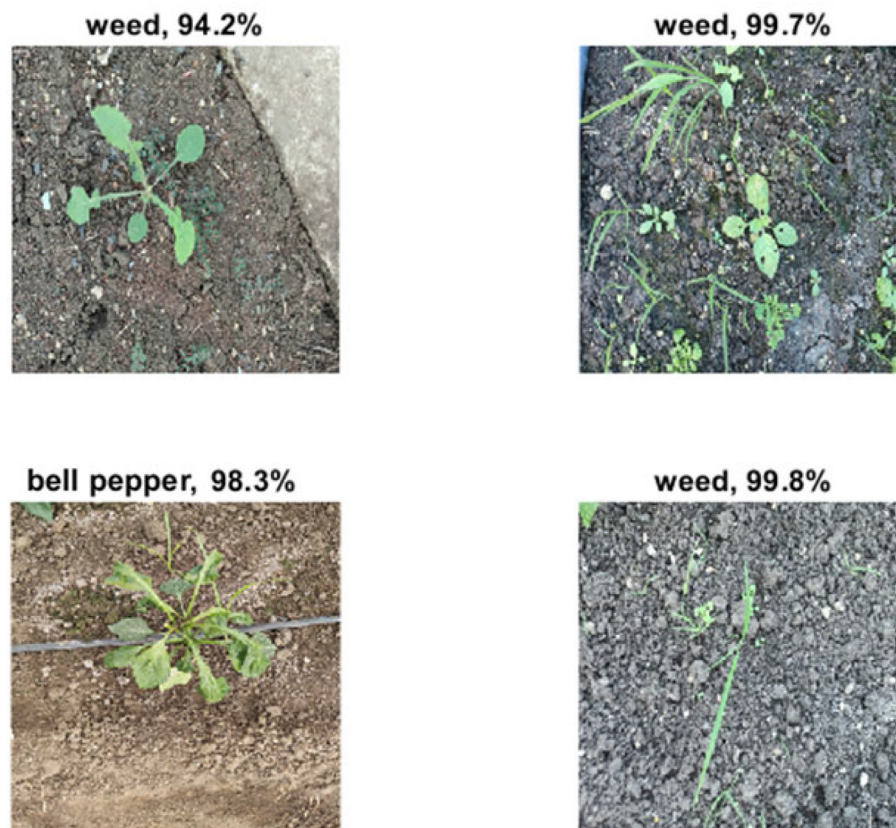 weed, 94.2%
weed, 99.7%
bell pepper, 98.3%
weed, 99.8%